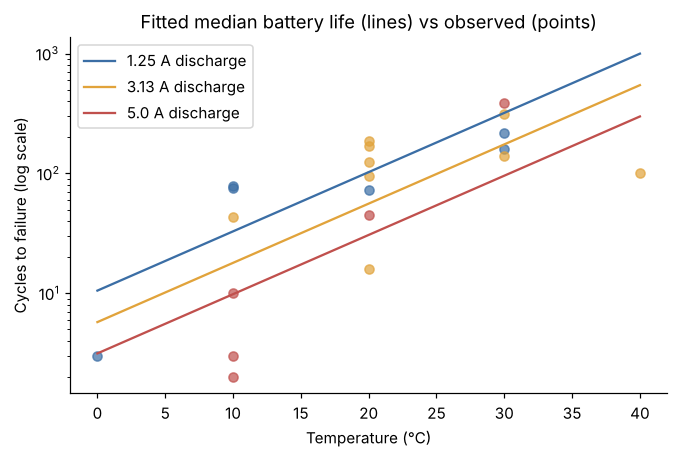 Fitted median battery life (lines) vs observed (points)
1.25 A discharge
3.13 A discharge
5.0 A discharge
Cycles to failure (log scale)
10³
10²
10¹
0 5 10 15 20 25 30 35 40
Temperature (°C)